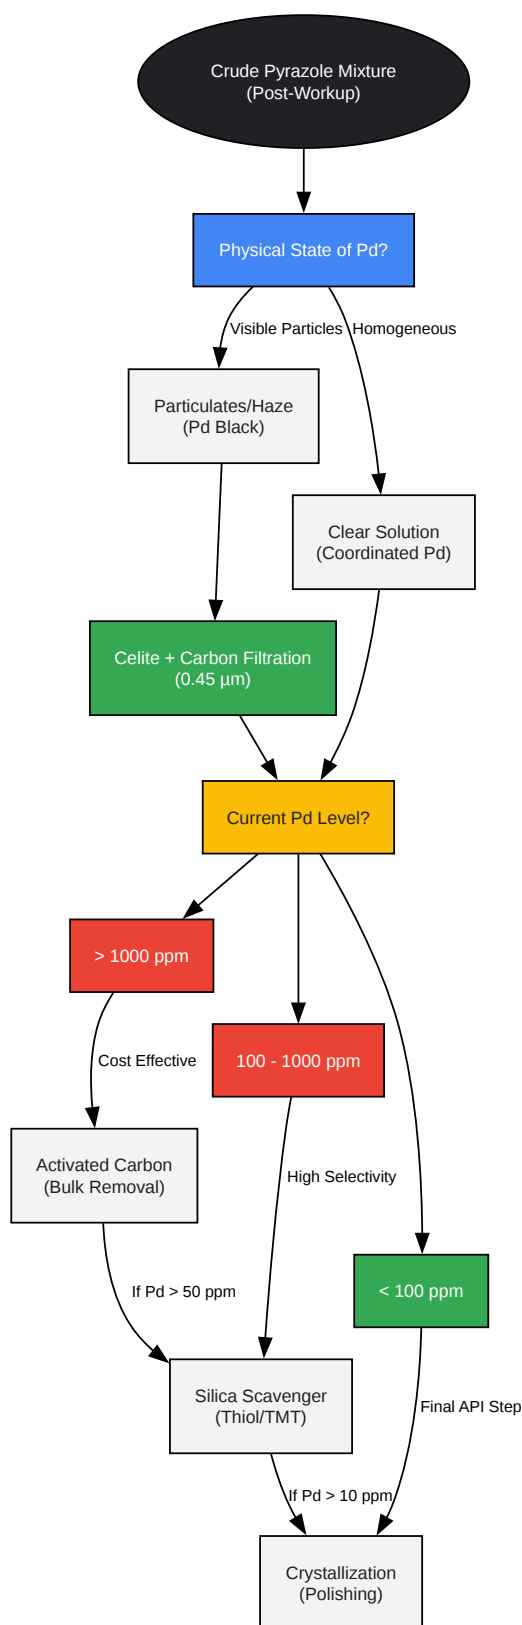 Crude Pyrazole Mixture
(Post-Workup)
Physical State of Pd?
Visible Particles
Homogeneous
Particulates/Haze
(Pd Black)
Clear Solution
(Coordinated Pd)
Celite + Carbon Filtration
(0.45 µm)
Current Pd Level?
> 1000 ppm
100 - 1000 ppm
Cost Effective
Activated Carbon
(Bulk Removal)
High Selectivity
< 100 ppm
If Pd > 50 ppm
Silica Scavenger
(Thiol/TMT)
Final API Step
If Pd > 10 ppm
Crystallization
(Polishing)